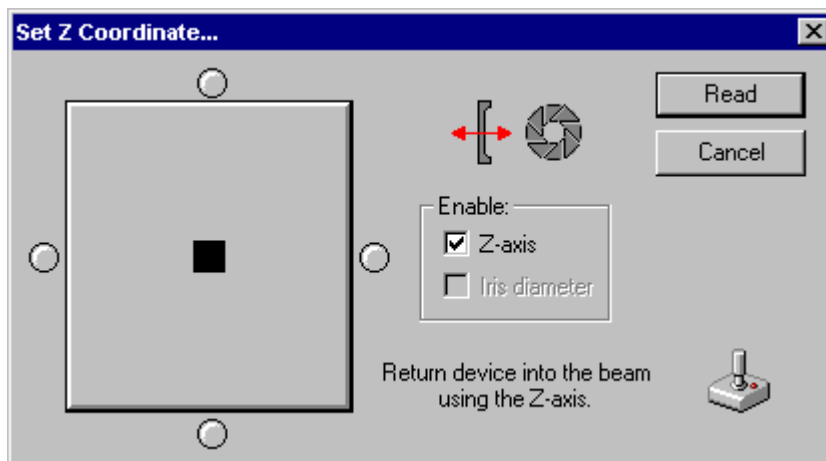 Set Z Coordinate...
Read
Cancel
Enable:
Z-axis
Iris diameter
Return device into the beam
using the Z-axis.